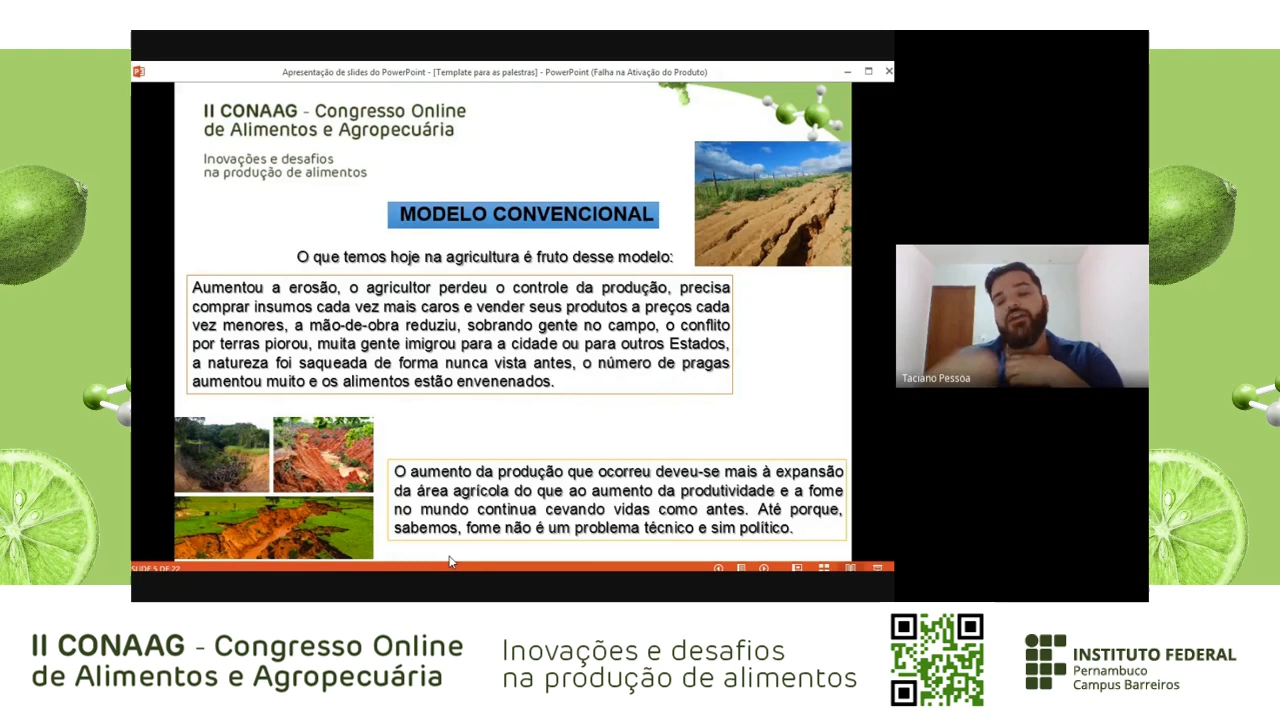 Apresentação de slides do PowerPoint - [Template para as palestras] - PowerPoint (Falha na Ativação do Produto)
II CONAAG - Congresso Online
de Alimentos e Agropecuária
Inovações e desafios
na produção de alimentos
MODELO CONVENCIONAL
O que temos hoje na agricultura é fruto desse modelo:
Aumentou a erosão, o agricultor perdeu o controle da produção, precisa
comprar insumos cada vez mais caros e vender seus produtos a preços cada
vez menores, a mão-de-obra reduziu, sobrando gente no campo, o conflito
por terras piorou, muita gente imigrou para a cidade ou para outros Estados,
a natureza foi saqueada de forma nunca vista antes, o número de pragas
aumentou muito e os alimentos estão envenenados.
O aumento da produção que ocorreu deveu-se mais à expansão
da área agrícola do que ao aumento da produtividade e a fome
no mundo continua cevando vidas como antes. Até porque,
sabemos, fome não é um problema técnico e sim político.
SLIDE 5 DE 22
Taciano Pessoa
II CONAAG - Congresso Online
de Alimentos e Agropecuária
Inovações e desafios
na produção de alimentos
INSTITUTO FEDERAL
Pernambuco
Campus Barreiros